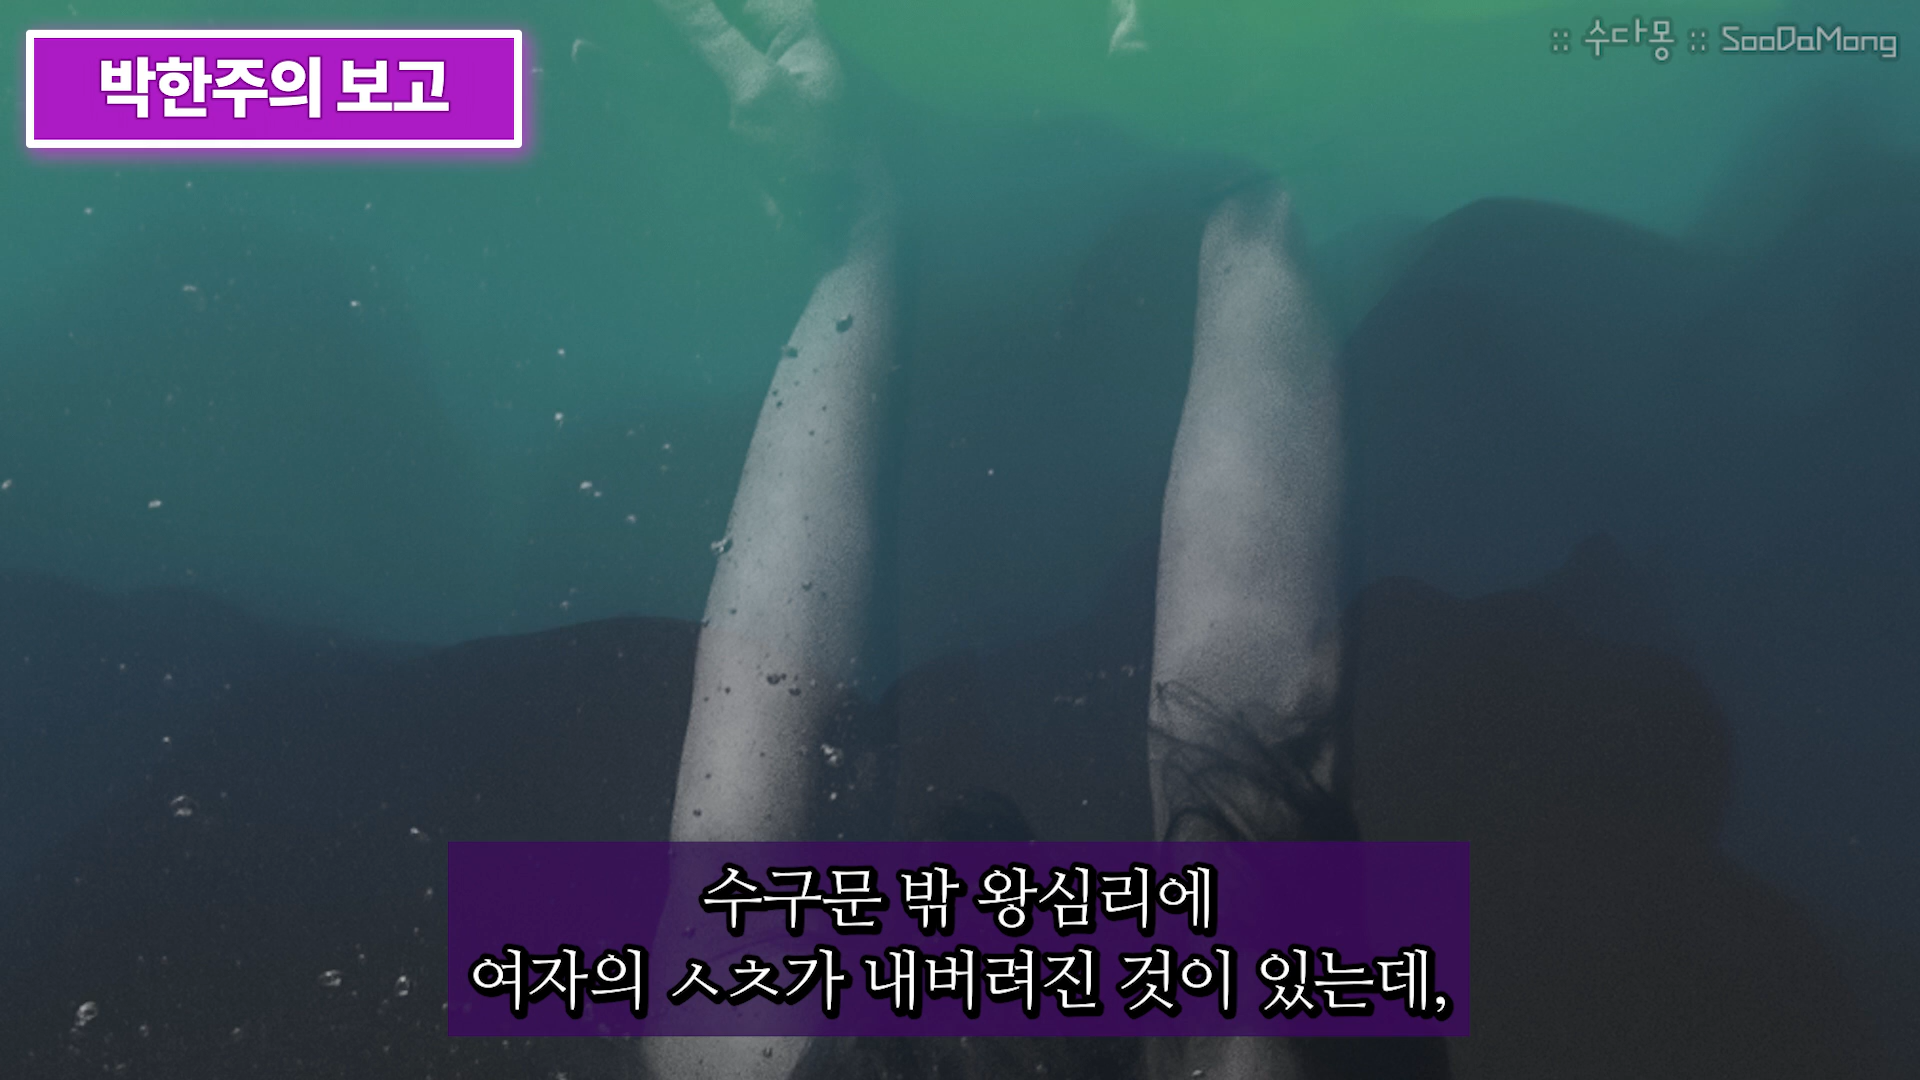 박한주의 보고
:: 수다몽 :: SooDaMong
수구문 밖 왕심리에
여자의 ㅅㅊ가 내버려진 것이 있는데,